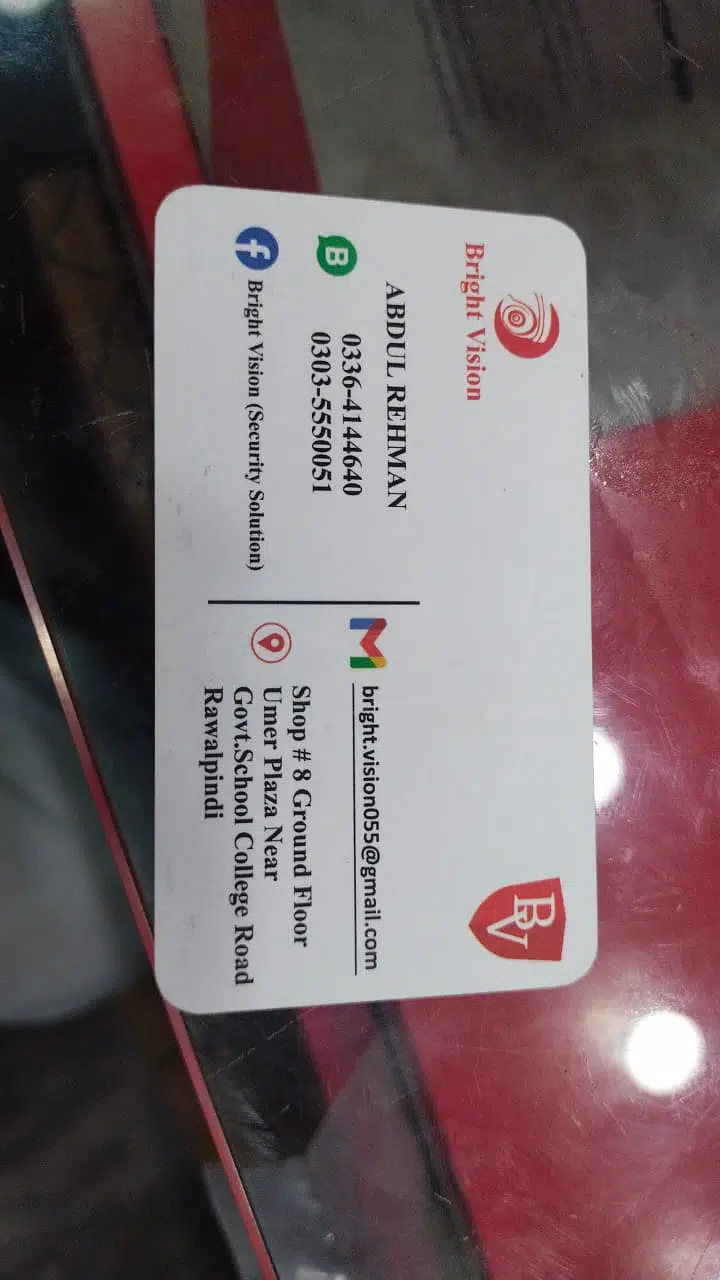 Bright Vision
BV
ABDUL REHMAN
B
0336-4144640
0303-5550051
f
Bright Vision (Security Solution)
bright.vision055@gmail.com
Shop # 8 Ground Floor
Umer Plaza Near
Govt.School College Road
Rawalpindi